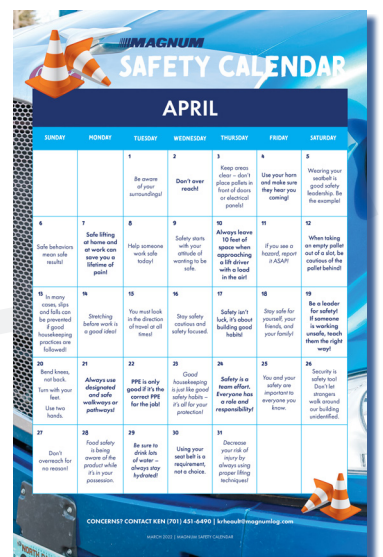 MAGNUM
SAFETY CALENDAR
APRIL
SUNDAY MONDAY TUESDAY WEDNESDAY THURSDAY FRIDAY SATURDAY
1
Be aware
of your
surroundings!
2
Don't over
reach!
3
Keep areas
clear – don't
place pallets in
front of doors
or electrical
panels!
4
Use your horn
and make sure
they hear you
coming!
5
Wearing your
seatbelt is
good safety
leadership. Be
the example!
6
Safe behaviors
mean safe
results!
7
Safe lifting
at home and
at work can
save you a
lifetime of
pain!
8
Help someone
work safe
today!
9
Safety starts
with your
attitude of
wanting to be
safe.
10
Always leave
10 feet of
space when
approaching
a lift driver
with a load
in the air!
11
If you see a
hazard, report
it ASAP!
12
When taking
an empty pallet
out of a slot, be
cautious of the
pallet behind!
13 In many
cases, slips
and falls can
be prevented
if good
housekeeping
practices are
followed!
14
Stretching
before work is
a good idea!
15
You must look
in the direction
of travel at all
times!
16
Stay safety
cautious and
safety focused.
17
Safety isn't
luck, it's about
building good
habits!
18
Stay safe for
yourself, your
friends, and
your family!
19
Be a leader
for safety!
If someone
is working
unsafe, teach
them the right
way!
20
Bend knees,
not back.
Turn with your
feet.
Use two
hands.
21
Always use
designated
and safe
walkways or
pathways!
22
PPE is only
good if it's the
correct PPE
for the job!
23
Good
housekeeping
is just like good
safety habits –
it's all for your
protection!
24
Safety is a
team effort.
Everyone has
a role and
responsibility!
25
You and your
safety are
important to
everyone you
know.
26
Security is
safety too!
Don't let
strangers
walk around
our building
unidentified.
27
Don't
overreach for
no reason!
28
Food safety
is being
aware of the
product while
it's in your
possession.
29
Be sure to
drink lots
of water –
always stay
hydrated!
30
Using your
seat belt is a
requirement,
not a choice.
31
Decrease
your risk of
injury by
always using
proper lifting
techniques!
CONCERNS? CONTACT KEN (701) 451-6490 | krheault@magnumlog.com
MARCH 2022 | MAGNUM SAFETY CALENDAR
NORTH